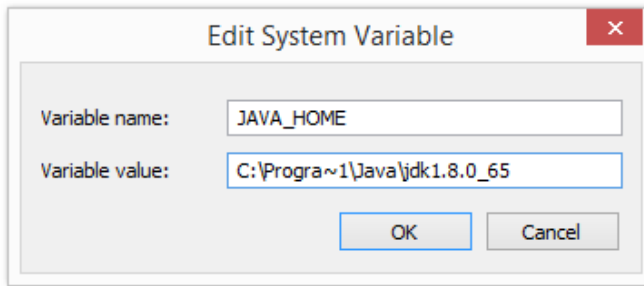 Edit System Variable
Variable name: JAVA_HOME
Variable value: C:\Progra~1\Java\jdk1.8.0_65
OK Cancel